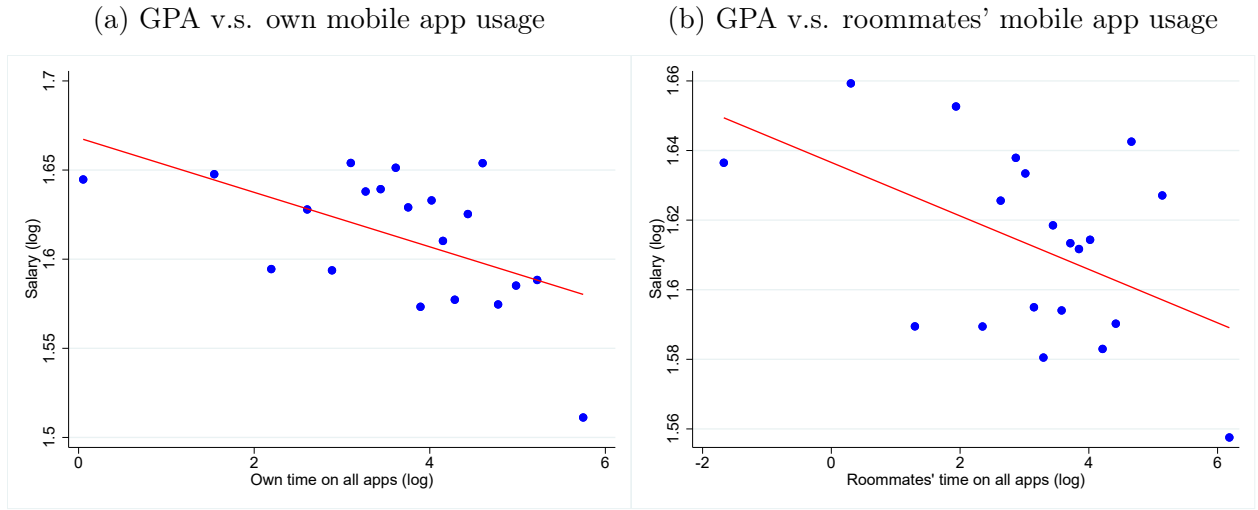 (a) GPA v.s. own mobile app usage
1.7
1.65
1.6
1.55
1.5
Salary (log)
0 2 4 6
Own time on all apps (log)
(b) GPA v.s. roommates' mobile app usage
1.66
1.64
1.62
1.6
1.58
1.56
Salary (log)
-2 0 2 4 6
Roommates' time on all apps (log)